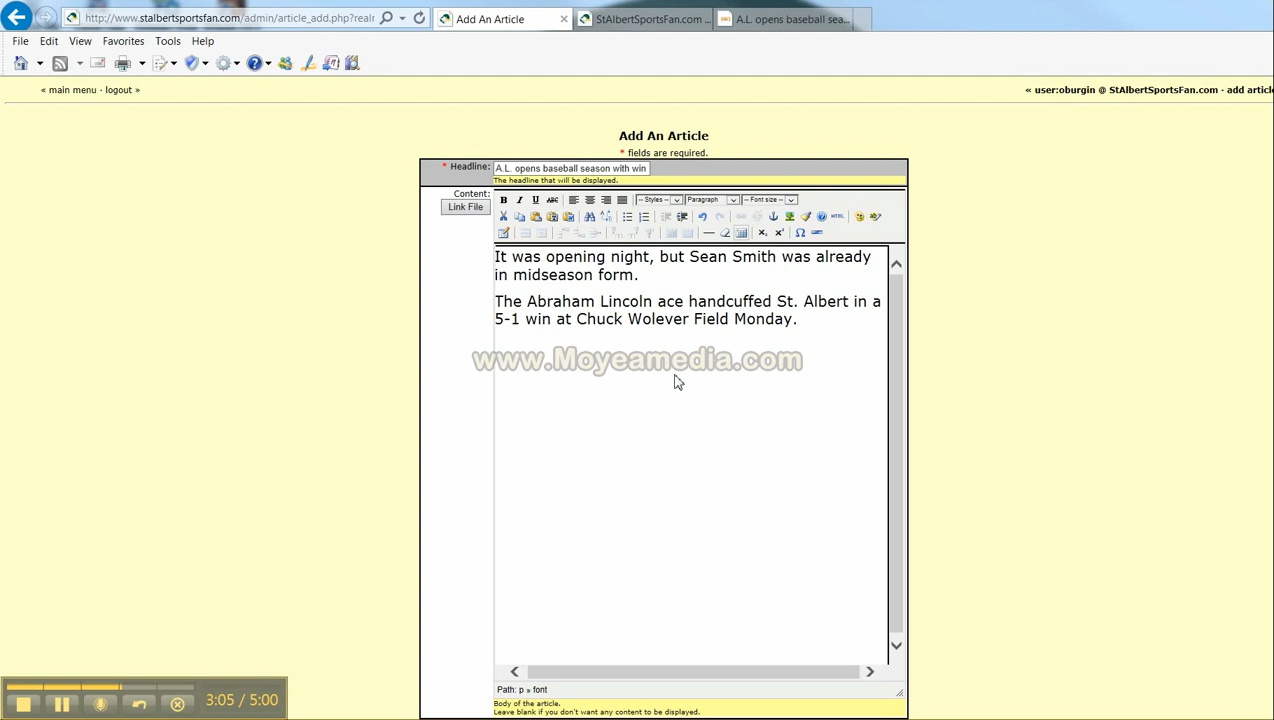 http://www.stalbertsportsfan.com/admin/article_add.php?real
Add An Article
StAlbertSportsFan.com ...
A.L. opens baseball sea...
File Edit View Favorites Tools Help
« main menu · logout »
« user:oburgin @ StAlbertSportsFan.com · add article
Add An Article
* fields are required.
* Headline: A.L. opens baseball season with win
The headline that will be displayed.
Content:
Link File
B I U ABC -- Styles -- Paragraph -- Font size --
HTML
It was opening night, but Sean Smith was already
in midseason form.
The Abraham Lincoln ace handcuffed St. Albert in a
5-1 win at Chuck Wolever Field Monday.
www.Moyeamedia.com
Path: p » font
Body of the article.
Leave blank if you don't want any content to be displayed.
3:05 / 5:00